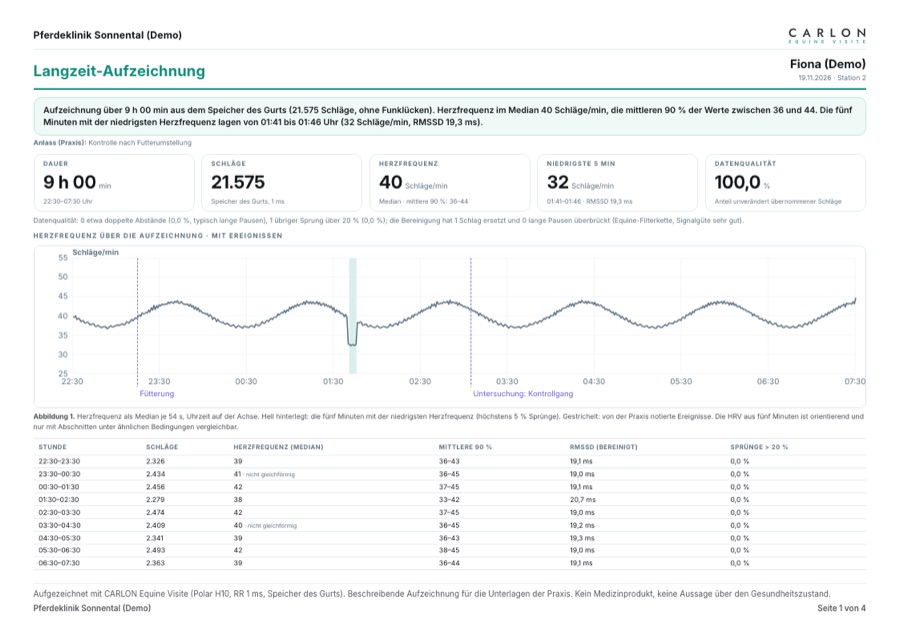 Pferdeklinik Sonnental (Demo)
CARLON
EQUINE VISITE
Langzeit-Aufzeichnung
Fiona (Demo)
19.11.2026 · Station 2
Aufzeichnung über 9 h 00 min aus dem Speicher des Gurts (21.575 Schläge, ohne Funklücken). Herzfrequenz im Median 40 Schläge/min, die mittleren 90 % der Werte zwischen 36 und 44. Die fünf
Minuten mit der niedrigsten Herzfrequenz lagen von 01:41 bis 01:46 Uhr (32 Schläge/min, RMSSD 19,3 ms).
Anlass (Praxis): Kontrolle nach Futterumstellung
DAUER
9 h 00 min
22:30–07:30 Uhr
SCHLÄGE
21.575
Speicher des Gurts, 1 ms
HERZFREQUENZ
40 Schläge/min
Median · mittlere 90 %: 36–44
NIEDRIGSTE 5 MIN
32 Schläge/min
01:41–01:46 · RMSSD 19,3 ms
DATENQUALITÄT
100,0 %
Anteil unverändert übernommener Schläge
Datenqualität: 0 etwa doppelte Abstände (0,0 %, typisch lange Pausen), 1 übriger Sprung über 20 % (0,0 %); die Bereinigung hat 1 Schlag ersetzt und 0 lange Pausen überbrückt (Equine-Filterkette, Signalgüte sehr gut).
HERZFREQUENZ ÜBER DIE AUFZEICHNUNG · MIT EREIGNISSEN
Schläge/min
55
50
45
40
35
30
25
22:30 23:30 00:30 01:30 02:30 03:30 04:30 05:30 06:30 07:30
Fütterung
Untersuchung: Kontrollgang
Abbildung 1. Herzfrequenz als Median je 54 s, Uhrzeit auf der Achse. Hell hinterlegt: die fünf Minuten mit der niedrigsten Herzfrequenz (höchstens 5 % Sprünge). Gestrichelt: von der Praxis notierte Ereignisse. Die HRV aus fünf Minuten ist orientierend und
nur mit Abschnitten unter ähnlichen Bedingungen vergleichbar.
STUNDE SCHLÄGE HERZFREQUENZ (MEDIAN) MITTLERE 90 % RMSSD (BEREINIGT) SPRÜNGE > 20 %
22:30–23:30 2.326 39 36–43 19,1 ms 0,0 %
23:30–00:30 2.434 41 · nicht gleichförmig 36–45 19,0 ms 0,0 %
00:30–01:30 2.456 42 37–45 19,1 ms 0,0 %
01:30–02:30 2.279 38 33–42 20,7 ms 0,0 %
02:30–03:30 2.474 42 37–45 19,0 ms 0,0 %
03:30–04:30 2.409 40 · nicht gleichförmig 36–45 19,2 ms 0,0 %
04:30–05:30 2.341 39 36–43 19,3 ms 0,0 %
05:30–06:30 2.493 42 38–45 19,0 ms 0,0 %
06:30–07:30 2.363 39 36–44 19,1 ms 0,0 %
Aufgezeichnet mit CARLON Equine Visite (Polar H10, RR 1 ms, Speicher des Gurts). Beschreibende Aufzeichnung für die Unterlagen der Praxis. Kein Medizinprodukt, keine Aussage über den Gesundheitszustand.
Pferdeklinik Sonnental (Demo)
Seite 1 von 4